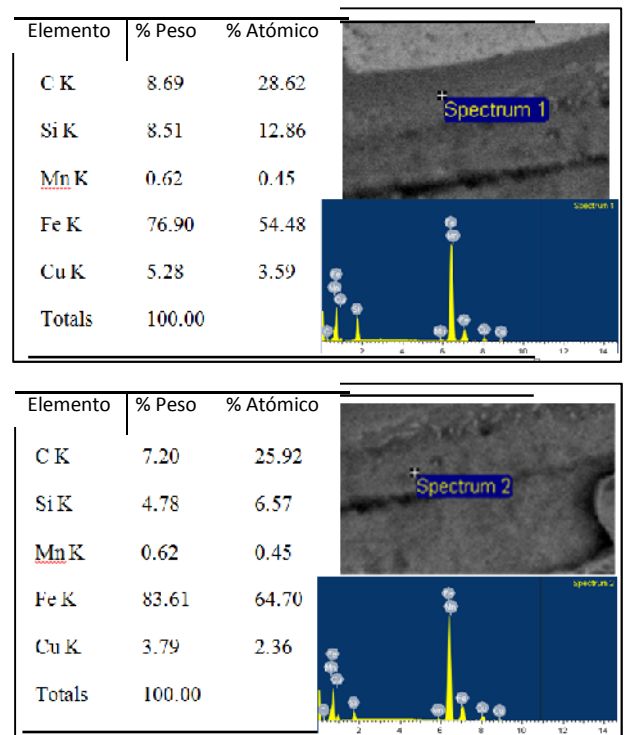 Elemento % Peso % Atómico
C K 8.69 28.62
Si K 8.51 12.86
Mn K 0.62 0.45
Fe K 76.90 54.48
Cu K 5.28 3.59
Totals 100.00
Spectrum 1
Spectrum 1
2 4 6 8 10 12 14
Elemento % Peso % Atómico
C K 7.20 25.92
Si K 4.78 6.57
Mn K 0.62 0.45
Fe K 83.61 64.70
Cu K 3.79 2.36
Totals 100.00
Spectrum 2
Spectrum 2
2 4 6 8 10 12 14